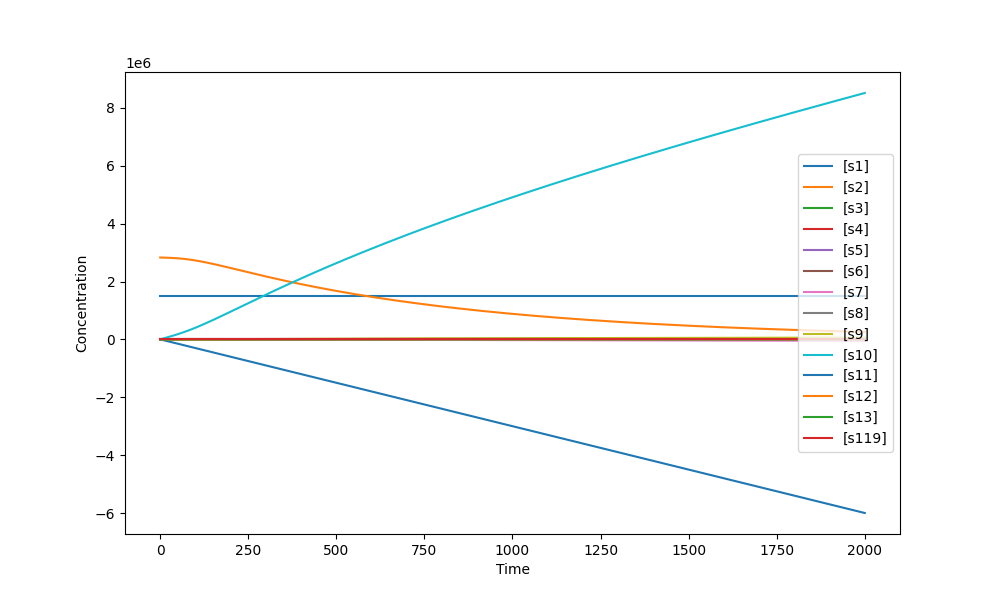 1e6
8
6
4
2
0
−2
−4
−6
Concentration
0 250 500 750 1000 1250 1500 1750 2000
Time
[s1]
[s2]
[s3]
[s4]
[s5]
[s6]
[s7]
[s8]
[s9]
[s10]
[s11]
[s12]
[s13]
[s119]